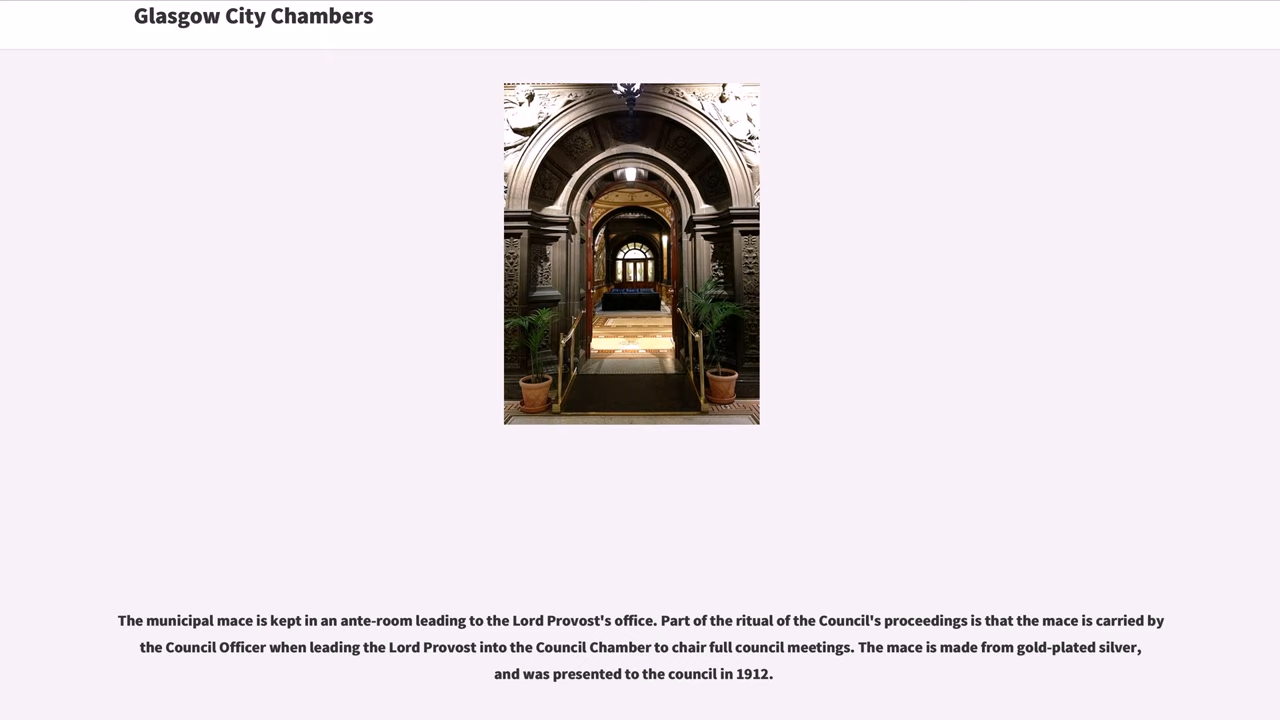 Glasgow City Chambers
The municipal mace is kept in an ante-room leading to the Lord Provost's office. Part of the ritual of the Council's proceedings is that the mace is carried by
the Council Officer when leading the Lord Provost into the Council Chamber to chair full council meetings. The mace is made from gold-plated silver,
and was presented to the council in 1912.